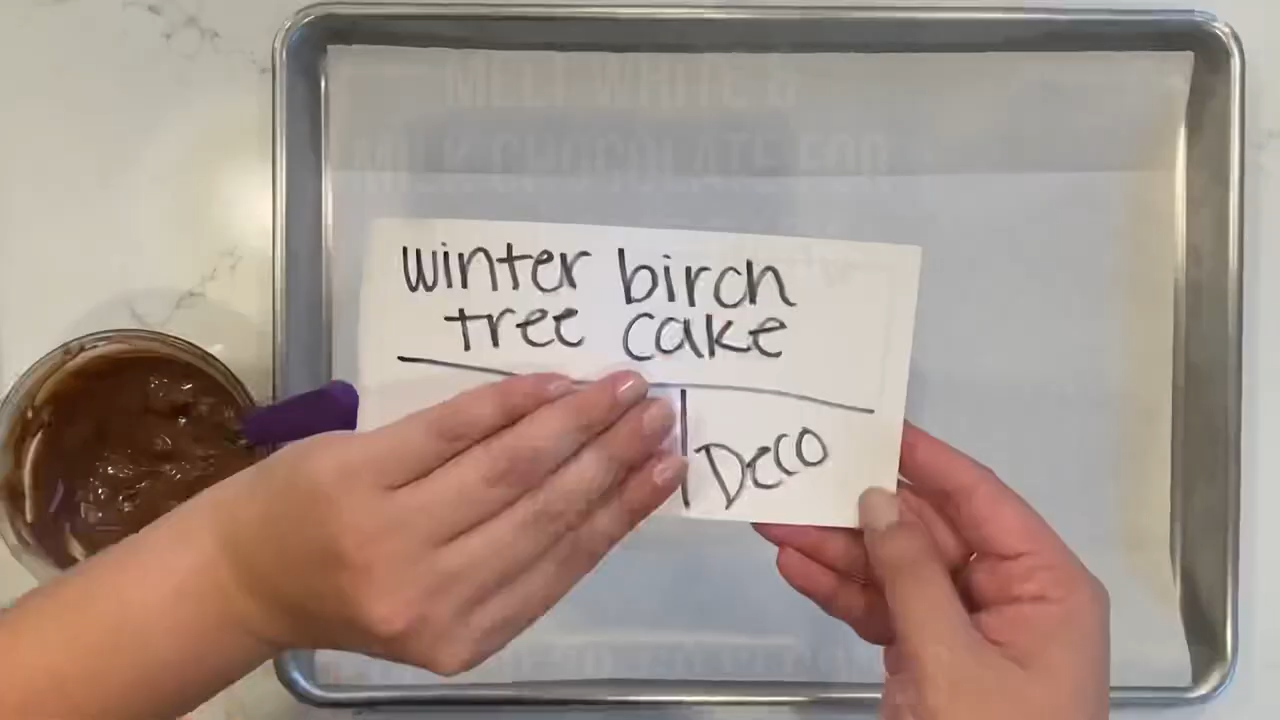 MELT WHITE &
MILK CHOCOLATE FOR
winter birch
tree cake
Deco